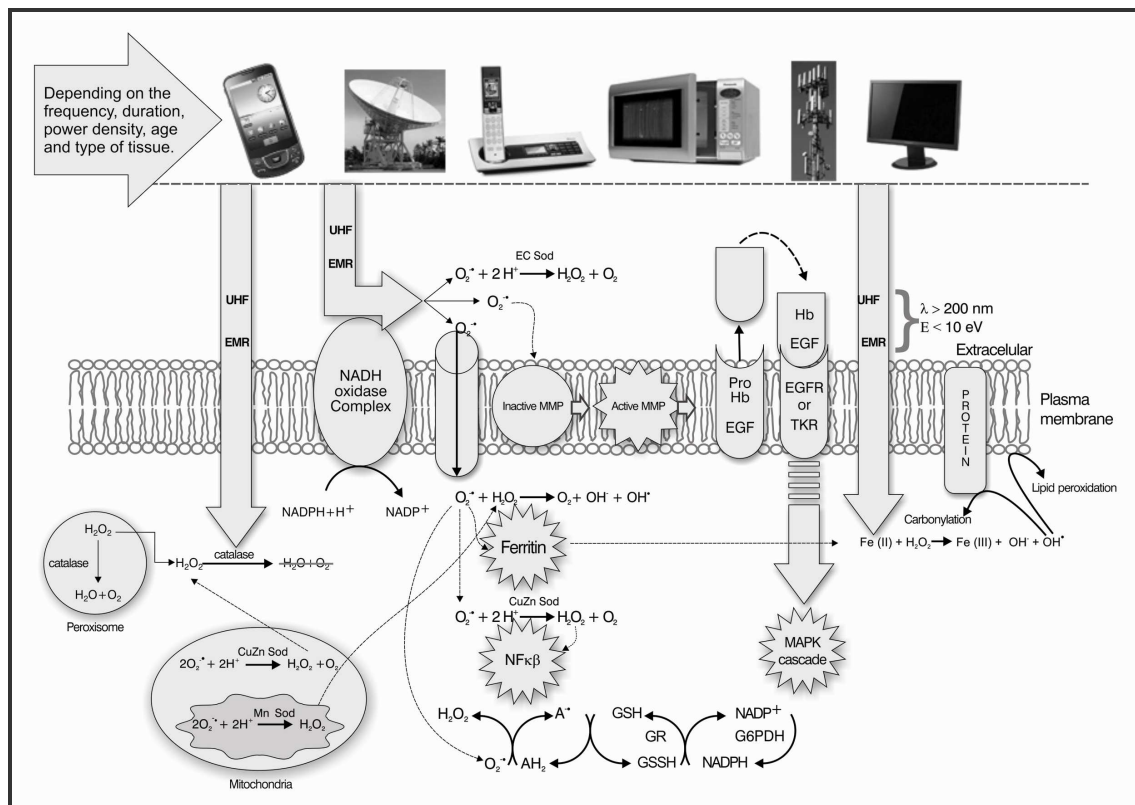 Depending on the
frequency, duration,
power density, age
and type of tissue.
UHF
EMR
UHF
EMR
EC Sod
O₂⁻• + 2 H⁺ → H₂O₂ + O₂
O₂⁻•
O₂⁻•
Hb
EGF
UHF
EMR
λ > 200 nm
E < 10 eV
Extracelular
NADH
oxidase
Complex
Inactive MMP
Active MMP
Pro
Hb
EGF
EGFR
or
TKR
PROTEIN
Plasma
membrane
NADPH+H⁺
NADP⁺
O₂⁻• + H₂O₂ → O₂ + OH⁻ + OH•
Lipid peroxidation
Carbonylation
Fe (II) + H₂O₂ → Fe (III) + OH⁻ + OH•
Ferritin
H₂O₂
catalase
H₂O+O₂
Peroxisome
H₂O₂
catalase
H₂O+O₂
CuZn Sod
O₂⁻• + 2 H⁺ → H₂O₂ + O₂
NFκβ
MAPK
cascade
CuZn Sod
2O₂⁻• + 2H⁺ → H₂O₂ + O₂
Mn Sod
2O₂⁻• + 2H⁺ → H₂O₂
Mitochondria
H₂O₂
A⁻•
GSH
NADP⁺
GR
G6PDH
O₂⁻•
AH₂
GSSH
NADPH